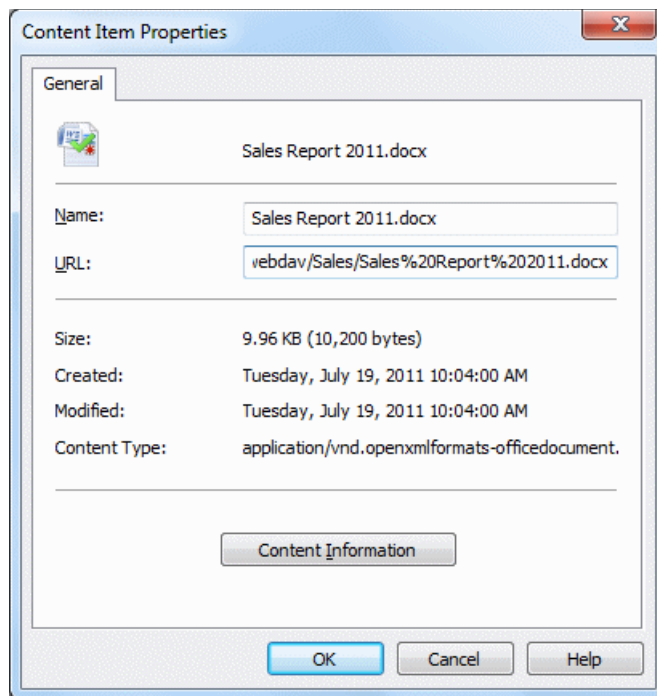 Content Item Properties
General
Sales Report 2011.docx
Name: Sales Report 2011.docx
URL: vebdav/Sales/Sales%20Report%202011.docx
Size: 9.96 KB (10,200 bytes)
Created: Tuesday, July 19, 2011 10:04:00 AM
Modified: Tuesday, July 19, 2011 10:04:00 AM
Content Type: application/vnd.openxmlformats-officedocument.
Content Information
OK Cancel Help